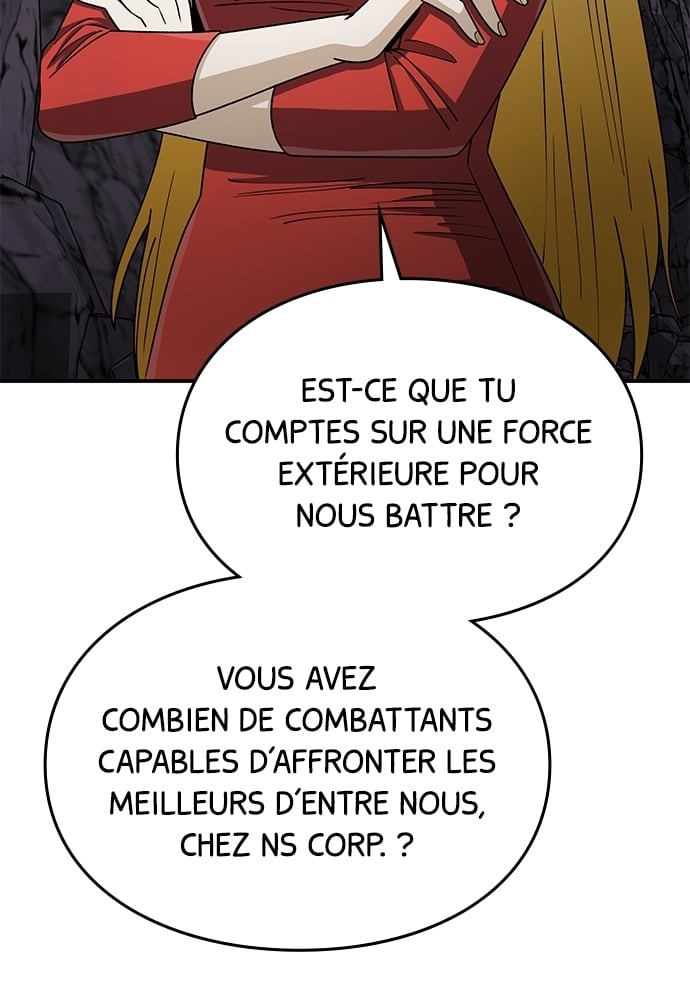 EST-CE QUE TU
COMPTES SUR UNE FORCE
EXTÉRIEURE POUR
NOUS BATTRE ?
VOUS AVEZ
COMBIEN DE COMBATTANTS
CAPABLES D'AFFRONTER LES
MEILLEURS D'ENTRE NOUS,
CHEZ NS CORP. ?